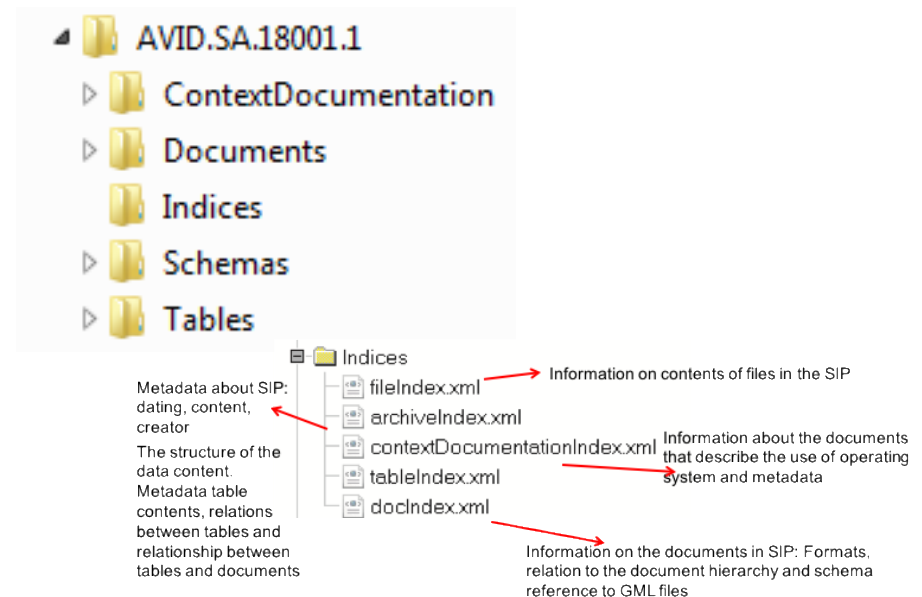 AVID.SA.18001.1
ContextDocumentation
Documents
Indices
Schemas
Tables
Indices
fileIndex.xml
archiveIndex.xml
contextDocumentationIndex.xml
tableIndex.xml
docIndex.xml
Information on contents of files in the SIP
Metadata about SIP:
dating, content,
creator
The structure of the
data content.
Metadata table
contents, relations
between tables and
relationship between
tables and documents
Information about the documents
that describe the use of operating
system and metadata
Information on the documents in SIP: Formats,
relation to the document hierarchy and schema
reference to GML files